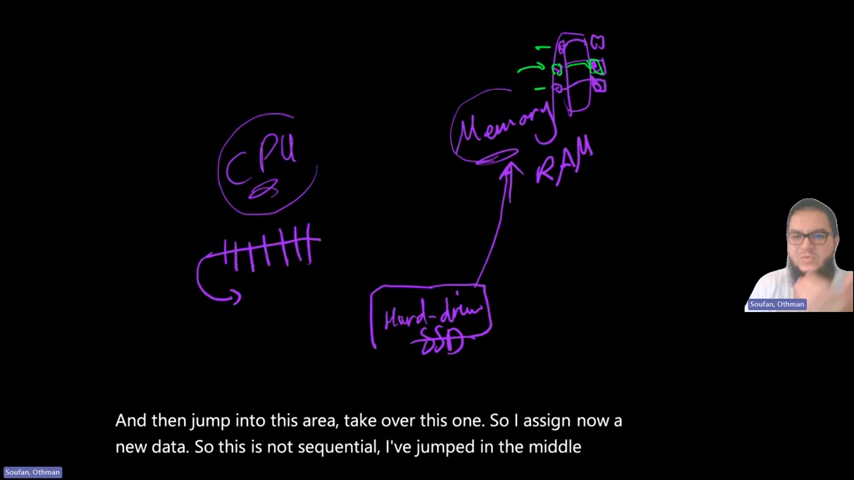 Memory
CPU
RAM
Hard-drive
SSD
Soufan, Othman
And then jump into this area, take over this one. So I assign now a
new data. So this is not sequential, I've jumped in the middle
Soufan, Othman